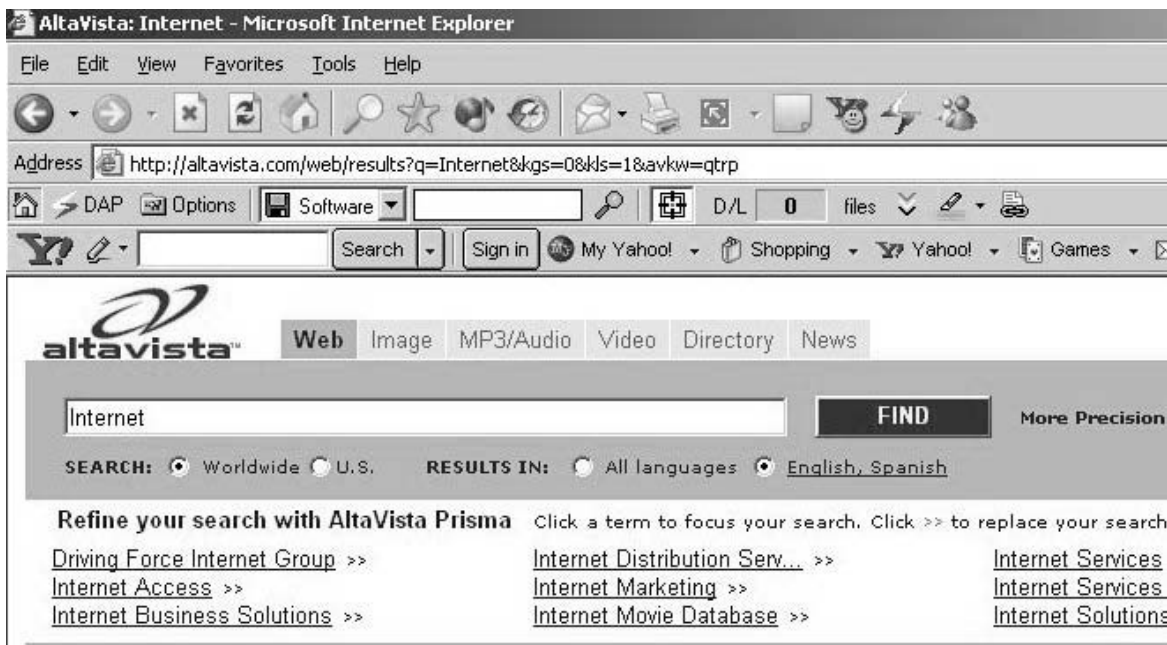 AltaVista: Internet - Microsoft Internet Explorer
File Edit View Favorites Tools Help
Address http://altavista.com/web/results?q=Internet&kgs=0&kls=1&avkw=qtrp
DAP Options Software D/L 0 files
Y! Search Sign in My Yahoo! Shopping Y! Yahoo! Games
altavista™ Web Image MP3/Audio Video Directory News
Internet FIND More Precision
SEARCH: Worldwide U.S. RESULTS IN: All languages English, Spanish
Refine your search with AltaVista Prisma Click a term to focus your search. Click >> to replace your search
Driving Force Internet Group >> Internet Distribution Serv... >> Internet Services
Internet Access >> Internet Marketing >> Internet Services
Internet Business Solutions >> Internet Movie Database >> Internet Solutions